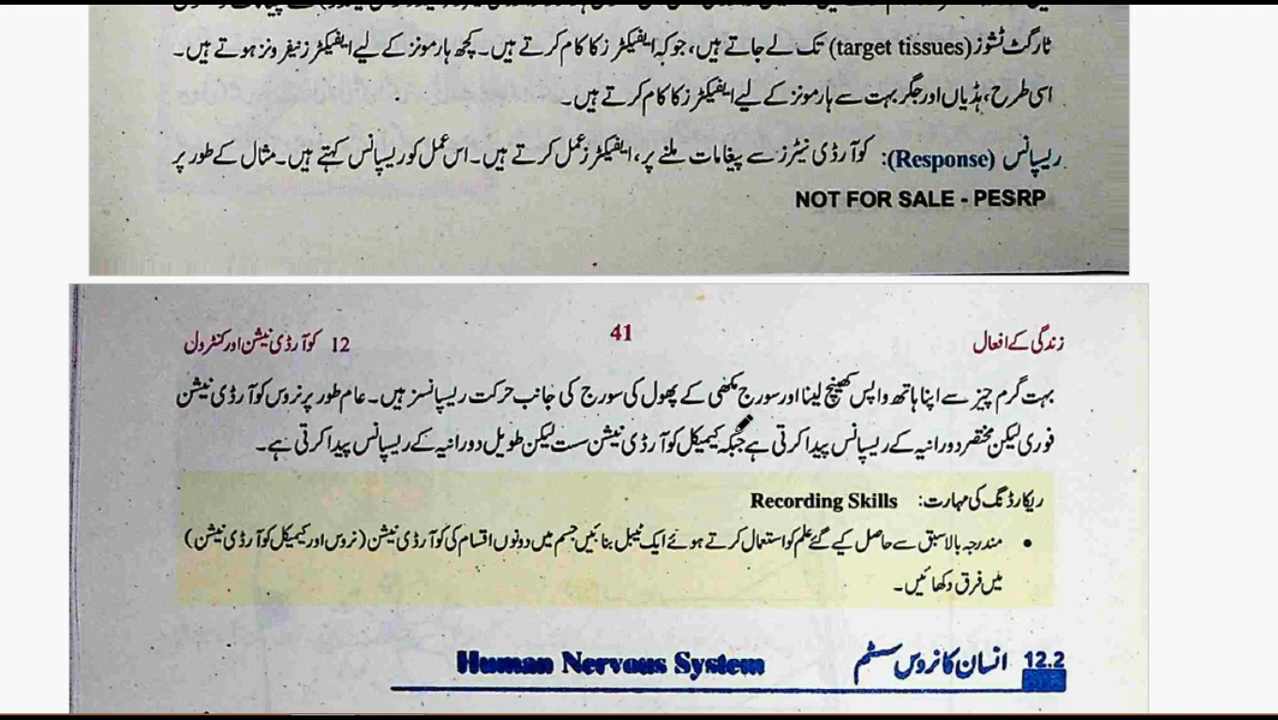 ٹارگٹ ٹشوز (target tissues) تک لے جاتے ہیں، جو کہ ایفیکٹرز کا کام کرتے ہیں۔ کچھ ہارمونز کے لیے ایفیکٹرز نیفرونز ہوتے ہیں۔
اسی طرح، ہڈیاں اور جگر بہت سے ہارمونز کے لیے ایفیکٹرز کا کام کرتے ہیں۔
ریسپانس (Response): کوآرڈی نیٹرز سے پیغامات ملنے پر، ایفیکٹرز عمل کرتے ہیں۔ اس عمل کو ریسپانس کہتے ہیں۔ مثال کے طور پر
NOT FOR SALE - PESRP
زندگی کے افعال 41 12 کوآرڈی نیشن اور کنٹرول
بہت گرم چیز سے اپنا ہاتھ واپس کھینچ لینا اور سورج مکھی کے پھول کی سورج کی جانب حرکت ریسپانسز ہیں۔ عام طور پر نروس کوآرڈی نیشن
فوری لیکن مختصر دورانیہ کے ریسپانس پیدا کرتی ہے جبکہ کیمیکل کوآرڈی نیشن سست لیکن طویل دورانیہ کے ریسپانس پیدا کرتی ہے۔
ریکارڈنگ کی مہارت: Recording Skills
• مندرجہ بالا سبق سے حاصل کیے گئے علم کو استعمال کرتے ہوئے ایک ٹیبل بنائیں جسم میں دونوں اقسام کی کوآرڈی نیشن (نروس اور کیمیکل کوآرڈی نیشن)
میں فرق دکھائیں۔
12.2 انسان کا نروس سسٹم Human Nervous System